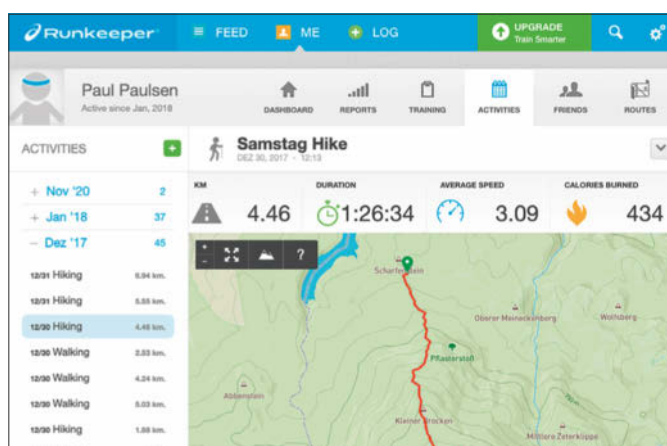 Runkeeper
FEED
ME
LOG
UPGRADE
Train Smarter
Paul Paulsen
Active since Jan, 2018
DASHBOARD
REPORTS
TRAINING
ACTIVITIES
FRIENDS
ROUTES
ACTIVITIES
+
Samstag Hike
DEZ 30, 2017 - 12:13
+ Nov '20 2
+ Jan '18 37
– Dez '17 45
12/31 Hiking 6.94 km.
12/31 Hiking 5.55 km.
12/30 Hiking 4.46 km.
12/30 Walking 2.53 km.
12/30 Walking 4.24 km.
12/30 Walking 5.03 km.
12/30 Hiking 1.88 km.
KM
4.46
DURATION
1:26:34
AVERAGE SPEED
3.09
CALORIES BURNED
434
+
-
?
Scharfenstein
Oberer Meineckenberg
Wolfsberg
Pflasterstoß
Abbenstein
Kleiner Brocken
Mittlere Zeterklippe